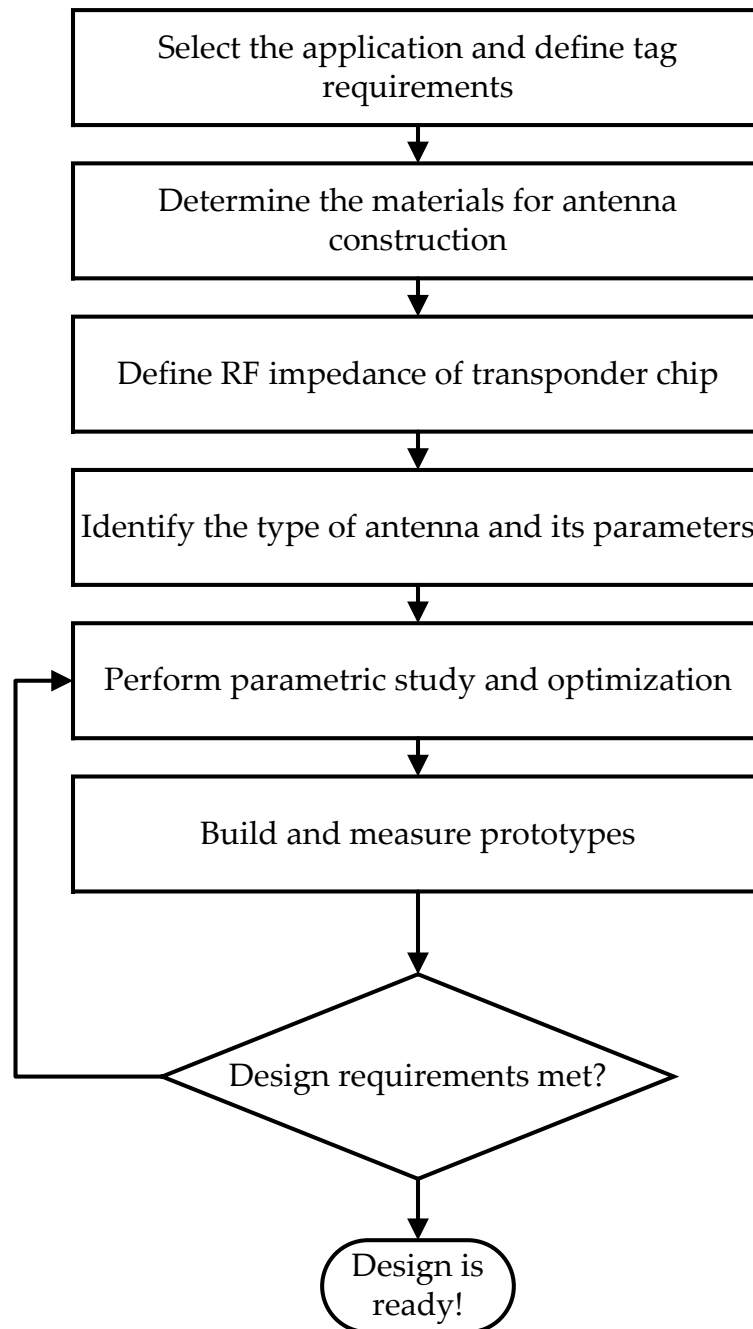 Select the application and define tag
requirements
Determine the materials for antenna
construction
Define RF impedance of transponder chip
Identify the type of antenna and its parameters
Perform parametric study and optimization
Build and measure prototypes
Design requirements met?
Design is
ready!